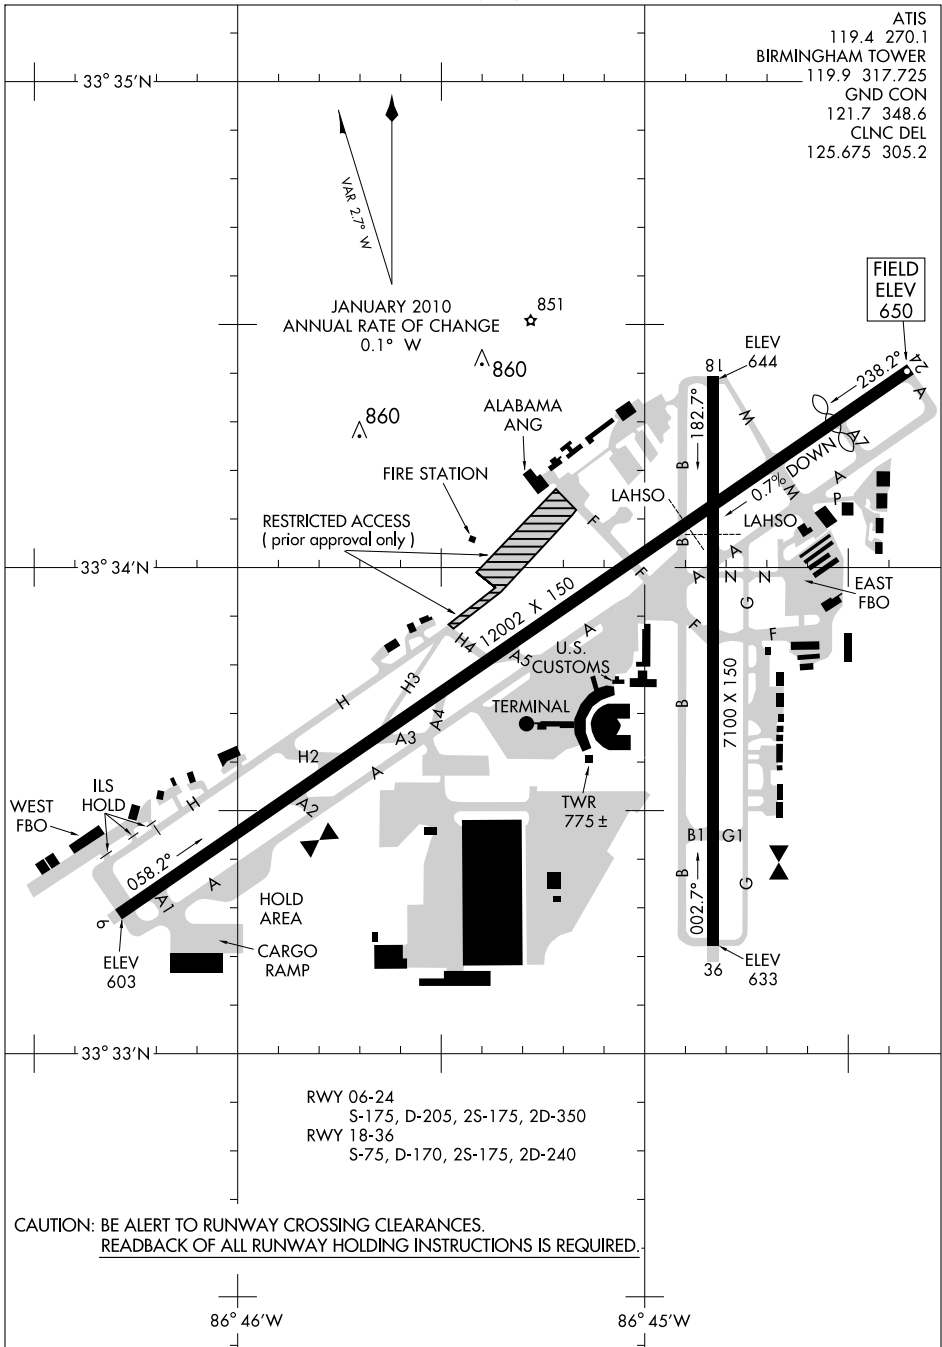 ATIS
119.4 270.1
BIRMINGHAM TOWER
119.9 317.725
GND CON
121.7 348.6
CLNC DEL
125.675 305.2
33° 35'N
VAR 2.7° W
JANUARY 2010
ANNUAL RATE OF CHANGE
0.1° W
851
860
860
FIELD
ELEV
650
ELEV
644
18
24
238.2°
A
182.7°
M
A7
0.7% DOWN
M
A
P
B
ALABAMA
ANG
FIRE STATION
LAHSO
LAHSO
RESTRICTED ACCESS
( prior approval only )
F
B
A
33° 34'N
F
A
N
N
EAST
FBO
12002 X 150
G
F
F
A
H4
A5
U.S.
CUSTOMS
H3
H
TERMINAL
A4
A3
B
7100 X 150
H2
A
ILS
HOLD
WEST
FBO
H
A2
TWR
775 ±
B1
G1
058.2°
A
A1
B
G
002.7°
HOLD
AREA
6
ELEV
603
CARGO
RAMP
36
ELEV
633
33° 33'N
RWY 06-24
S-175, D-205, 2S-175, 2D-350
RWY 18-36
S-75, D-170, 2S-175, 2D-240
CAUTION: BE ALERT TO RUNWAY CROSSING CLEARANCES.
READBACK OF ALL RUNWAY HOLDING INSTRUCTIONS IS REQUIRED.
86° 46'W
86° 45'W